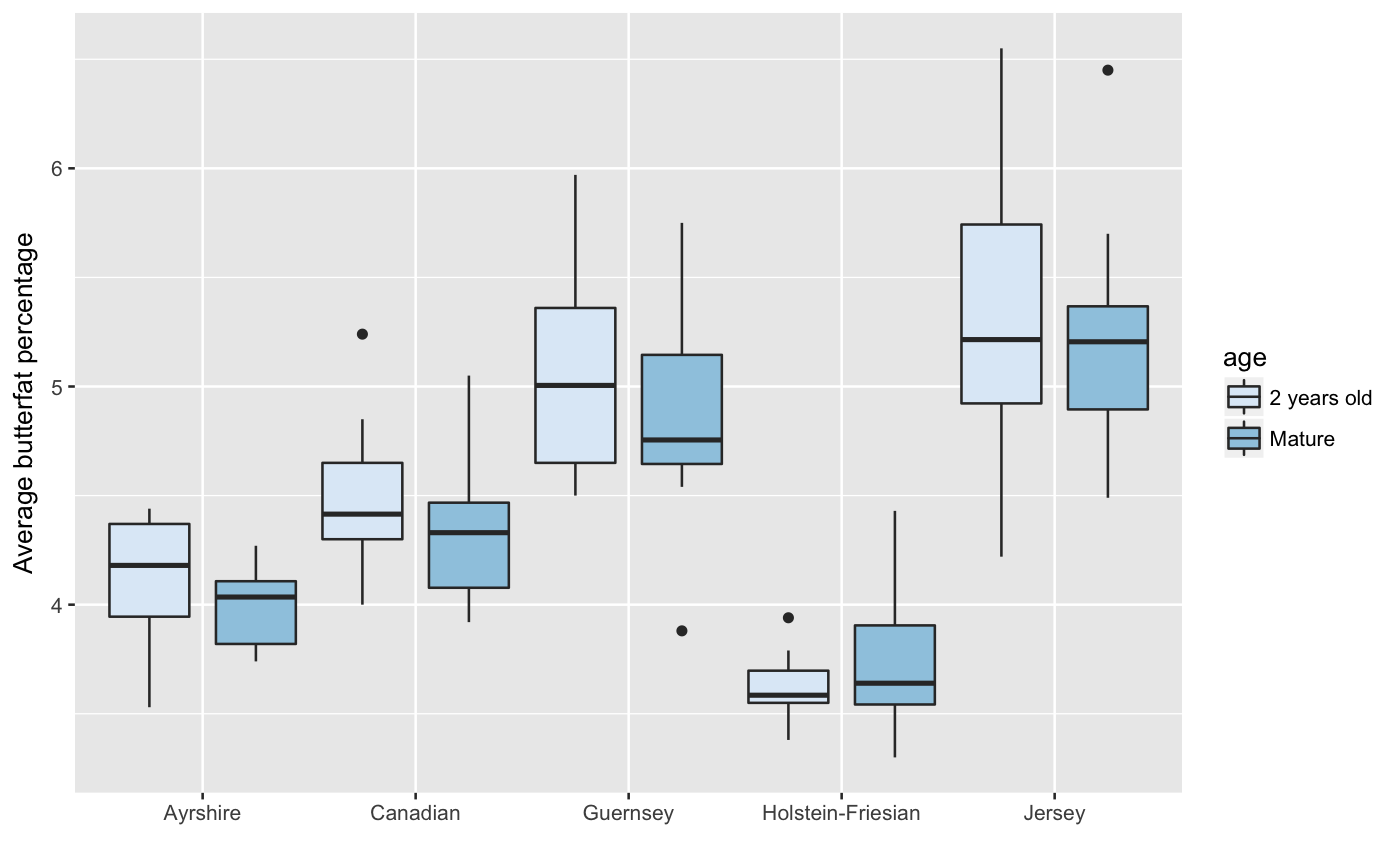 Average butterfat percentage
6
5
4
Ayrshire
Canadian
Guernsey
Holstein-Friesian
Jersey
age
2 years old
Mature